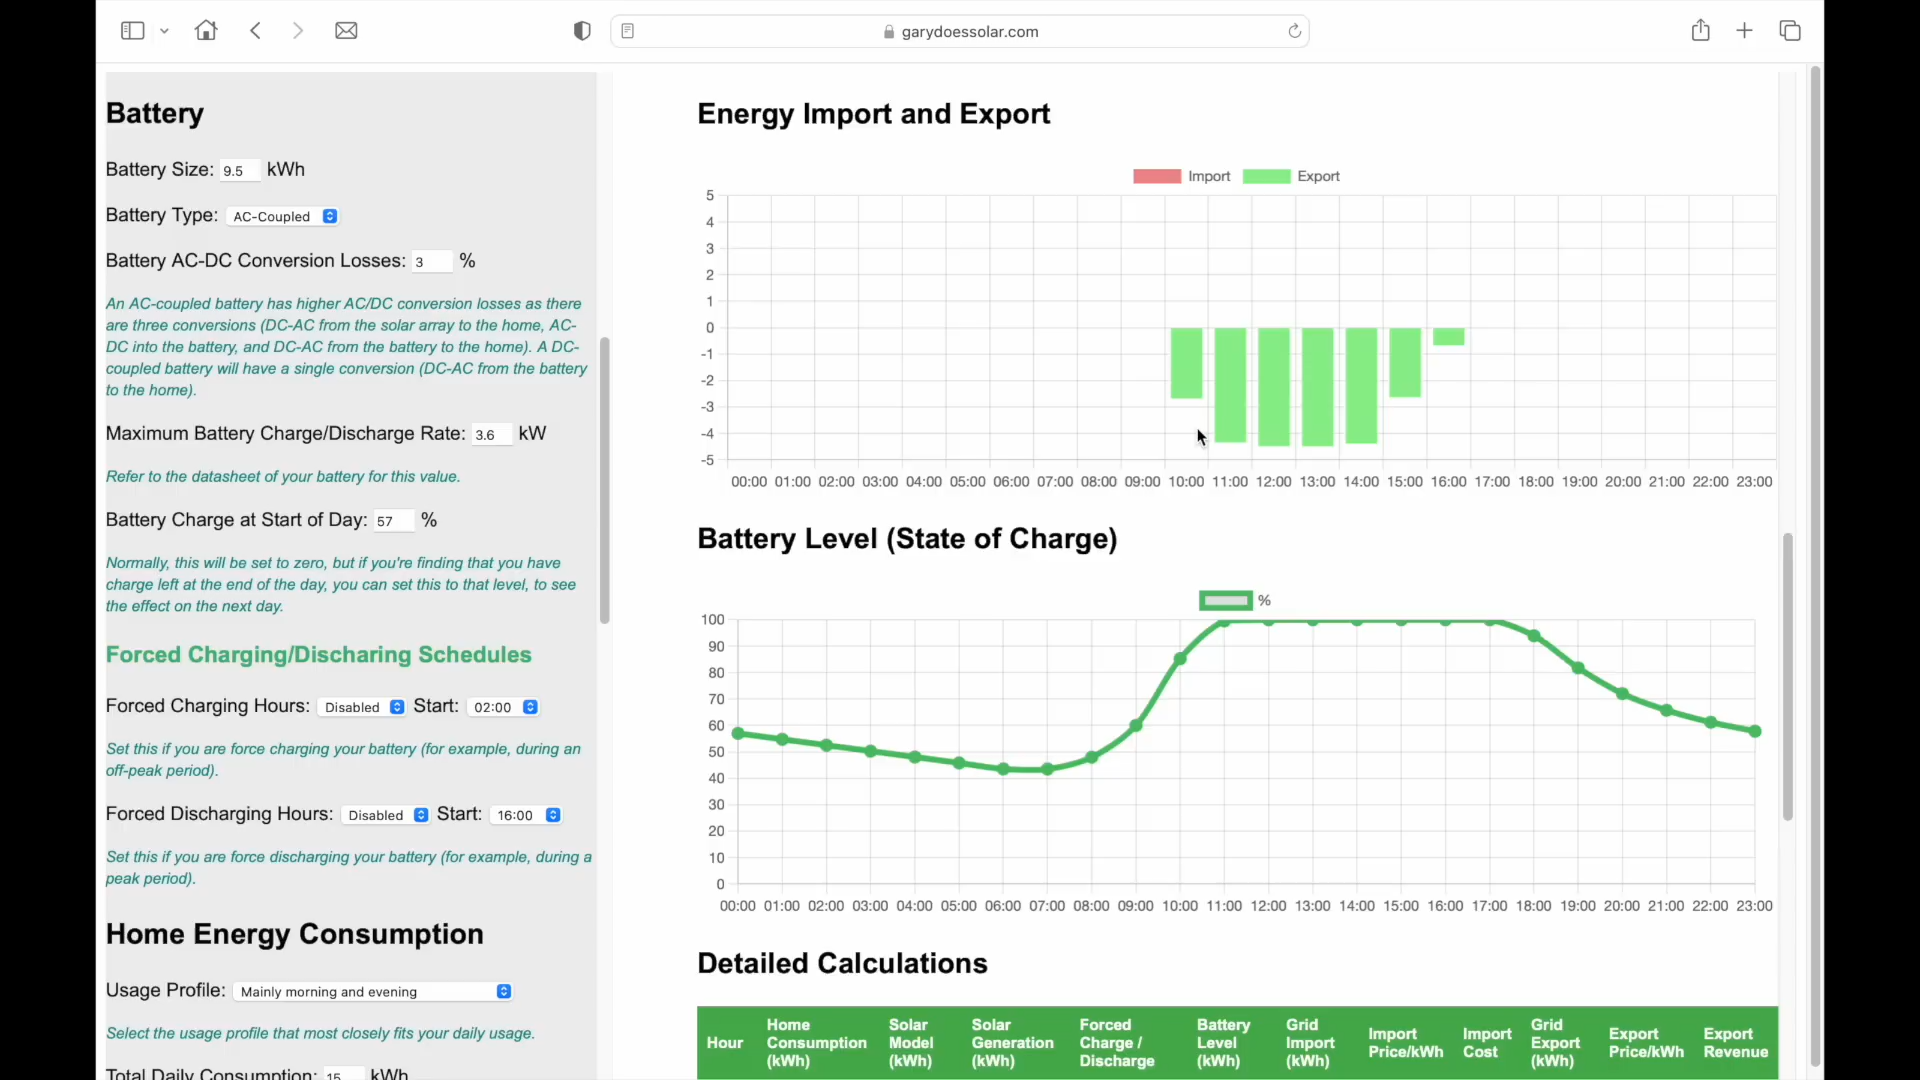 garydoessolar.com
Battery
Battery Size: 9.5 kWh
Battery Type: AC-Coupled
Battery AC-DC Conversion Losses: 3 %
An AC-coupled battery has higher AC/DC conversion losses as there
are three conversions (DC-AC from the solar array to the home, AC-
DC into the battery, and DC-AC from the battery to the home). A DC-
coupled battery will have a single conversion (DC-AC from the battery
to the home).
Maximum Battery Charge/Discharge Rate: 3.6 kW
Refer to the datasheet of your battery for this value.
Battery Charge at Start of Day: 57 %
Normally, this will be set to zero, but if you're finding that you have
charge left at the end of the day, you can set this to that level, to see
the effect on the next day.
Forced Charging/Discharing Schedules
Forced Charging Hours: Disabled Start: 02:00
Set this if you are force charging your battery (for example, during an
off-peak period).
Forced Discharging Hours: Disabled Start: 16:00
Set this if you are force discharging your battery (for example, during a
peak period).
Home Energy Consumption
Usage Profile: Mainly morning and evening
Select the usage profile that most closely fits your daily usage.
Total Daily Consumption: 15 kWh
Energy Import and Export
Import Export
5
4
3
2
1
0
-1
-2
-3
-4
-5
00:00 01:00 02:00 03:00 04:00 05:00 06:00 07:00 08:00 09:00 10:00 11:00 12:00 13:00 14:00 15:00 16:00 17:00 18:00 19:00 20:00 21:00 22:00 23:00
Battery Level (State of Charge)
%
100
90
80
70
60
50
40
30
20
10
0
00:00 01:00 02:00 03:00 04:00 05:00 06:00 07:00 08:00 09:00 10:00 11:00 12:00 13:00 14:00 15:00 16:00 17:00 18:00 19:00 20:00 21:00 22:00 23:00
Detailed Calculations
Hour
Home
Consumption
(kWh)
Solar
Model
(kWh)
Solar
Generation
(kWh)
Forced
Charge /
Discharge
Battery
Level
(kWh)
Grid
Import
(kWh)
Import
Price/kWh
Import
Cost
Grid
Export
(kWh)
Export
Price/kWh
Export
Revenue